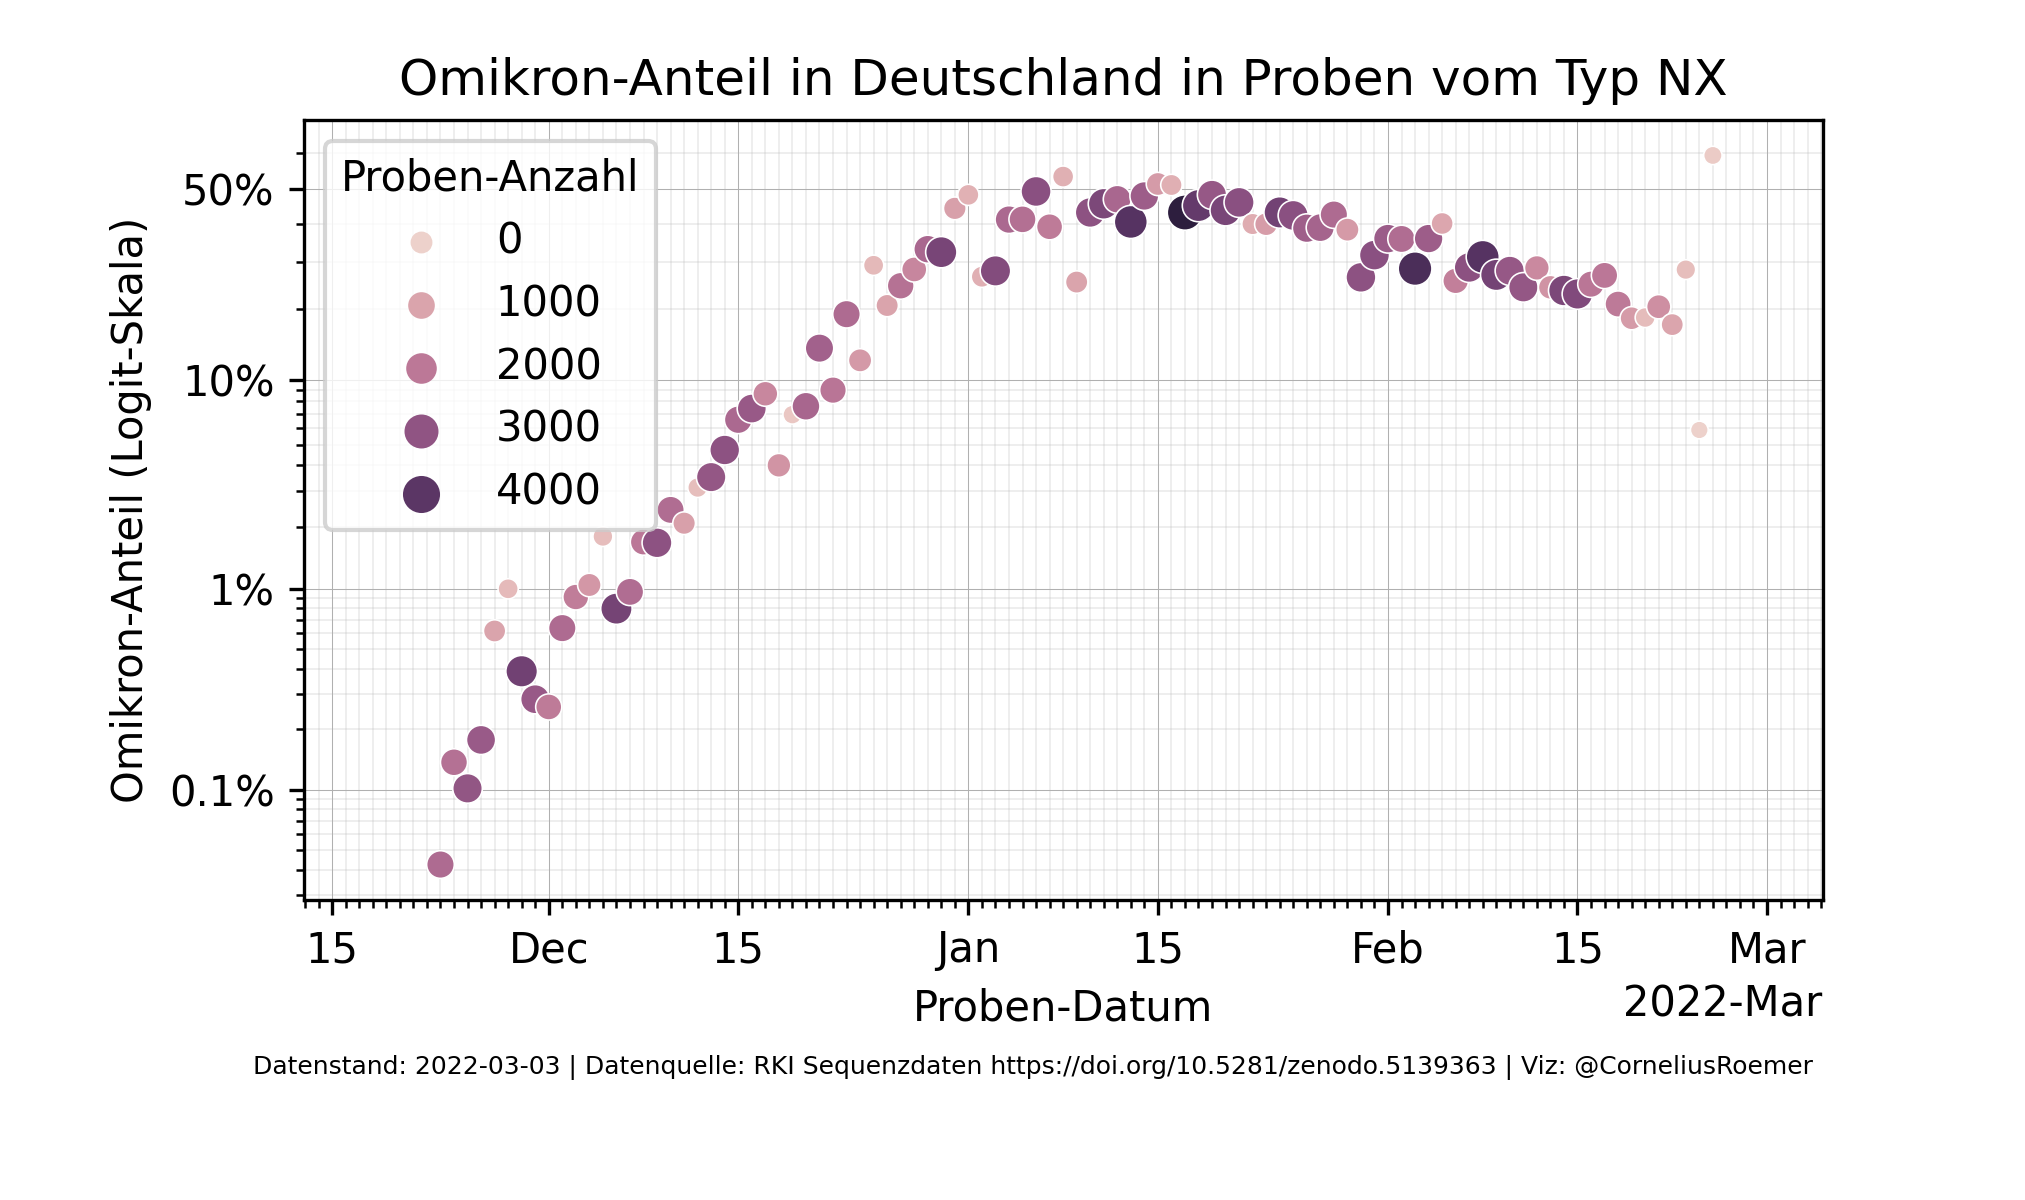 Omikron-Anteil in Deutschland in Proben vom Typ NX
Omikron-Anteil (Logit-Skala)
50%
10%
1%
0.1%
Proben-Anzahl
0
1000
2000
3000
4000
15
Dec
15
Jan
15
Feb
15
Mar
Proben-Datum
2022-Mar
Datenstand: 2022-03-03 | Datenquelle: RKI Sequenzdaten https://doi.org/10.5281/zenodo.5139363 | Viz: @CorneliusRoemer